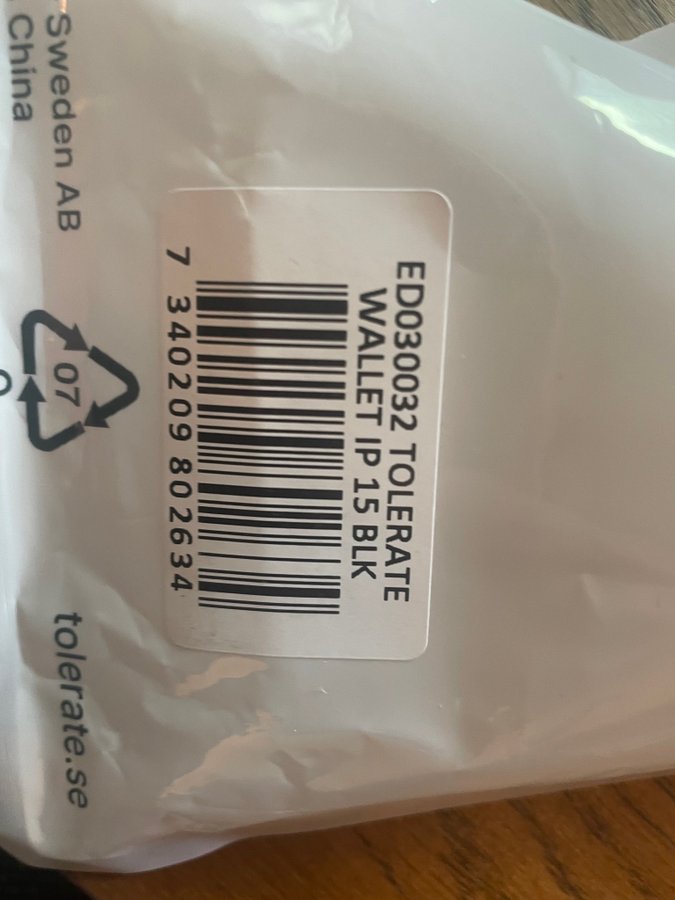 Sweden AB
China
ED030032 TOLERATE
WALLET IP 15 BLK
7 340209 802634
07
tolerate.se